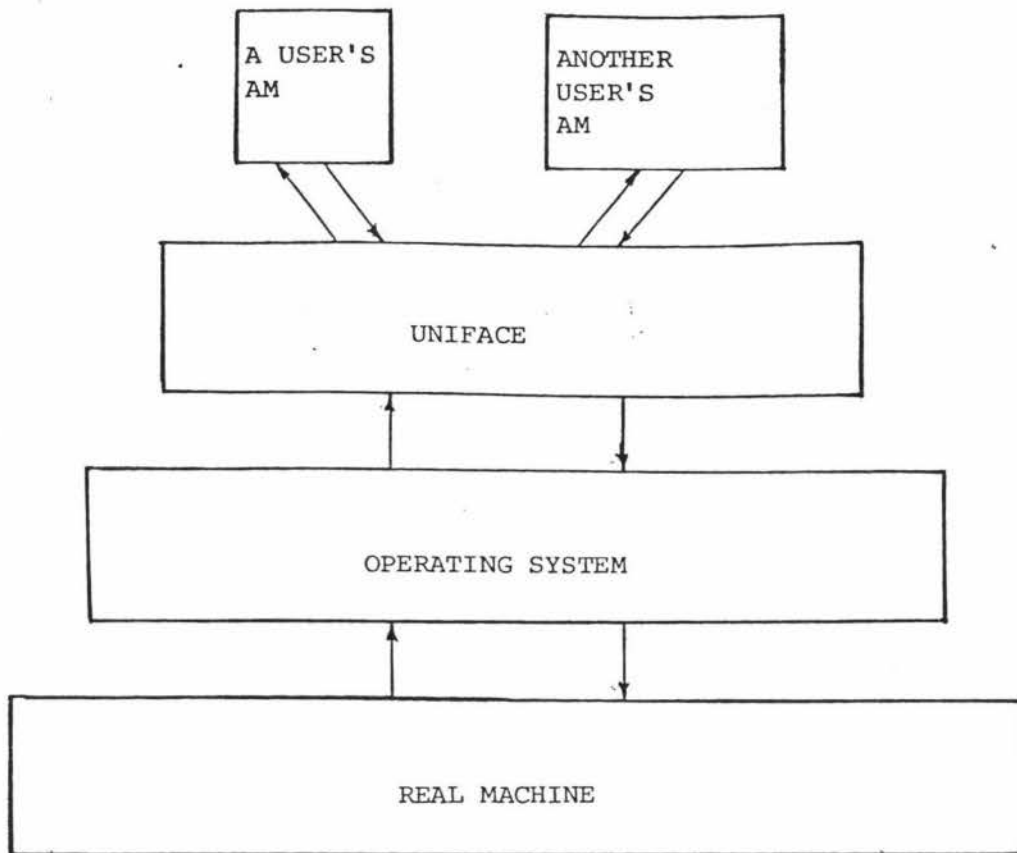 A USER'S
AM
ANOTHER
USER'S
AM
UNIFACE
OPERATING SYSTEM
REAL MACHINE